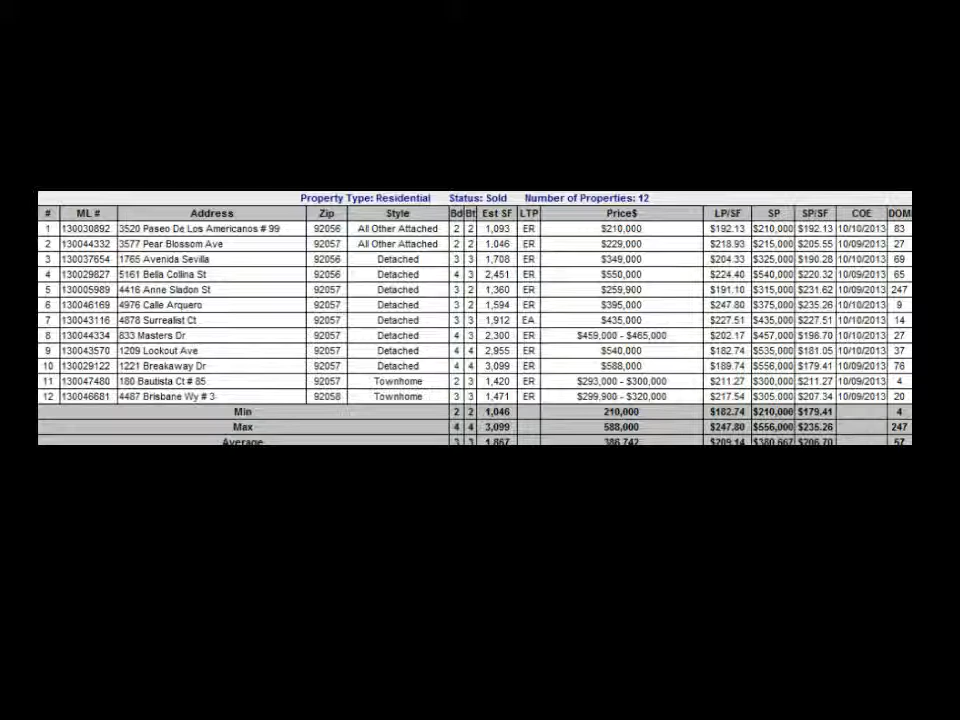 Property Type: Residential Status: Sold Number of Properties: 12
# ML # Address Zip Style Bd Bt Est SF LTP Price$ LP/SF SP SP/SF COE DOM
1 130030892 3520 Paseo De Los Americanos # 99 92056 All Other Attached 2 2 1,093 ER $210,000 $192.13 $210,000 $192.13 10/10/2013 83
2 130044332 3577 Pear Blossom Ave 92057 All Other Attached 2 2 1,046 ER $229,000 $218.93 $215,000 $205.55 10/09/2013 27
3 130037654 1765 Avenida Sevilla 92056 Detached 3 3 1,708 ER $349,000 $204.33 $325,000 $190.28 10/10/2013 69
4 130029827 5161 Bella Collina St 92056 Detached 4 3 2,451 ER $550,000 $224.40 $540,000 $220.32 10/09/2013 65
5 130005989 4416 Anne Sladon St 92057 Detached 3 2 1,360 ER $259,900 $191.10 $315,000 $231.62 10/09/2013 247
6 130046169 4976 Calle Arquero 92057 Detached 3 2 1,594 ER $395,000 $247.80 $375,000 $235.26 10/10/2013 9
7 130043116 4878 Surrealist Ct 92057 Detached 3 3 1,912 EA $435,000 $227.51 $435,000 $227.51 10/10/2013 14
8 130044334 833 Masters Dr 92057 Detached 4 3 2,300 ER $459,000 - $465,000 $202.17 $457,000 $198.70 10/10/2013 27
9 130043570 1209 Lookout Ave 92057 Detached 4 4 2,955 ER $540,000 $182.74 $535,000 $181.05 10/10/2013 37
10 130029122 1221 Breakaway Dr 92057 Detached 4 4 3,099 ER $588,000 $189.74 $556,000 $179.41 10/09/2013 76
11 130047480 180 Bautista Ct # 85 92057 Townhome 2 3 1,420 ER $293,000 - $300,000 $211.27 $300,000 $211.27 10/09/2013 4
12 130046681 4487 Brisbane Wy # 3 92058 Townhome 3 3 1,471 ER $299,900 - $320,000 $217.54 $305,000 $207.34 10/09/2013 20
Min 2 2 1,046 210,000 $182.74 $210,000 $179.41 4
Max 4 4 3,099 588,000 $247.80 $556,000 $235.26 247
Average 3 3 1,867 386,742 $209.14 $380,667 $206.70 57